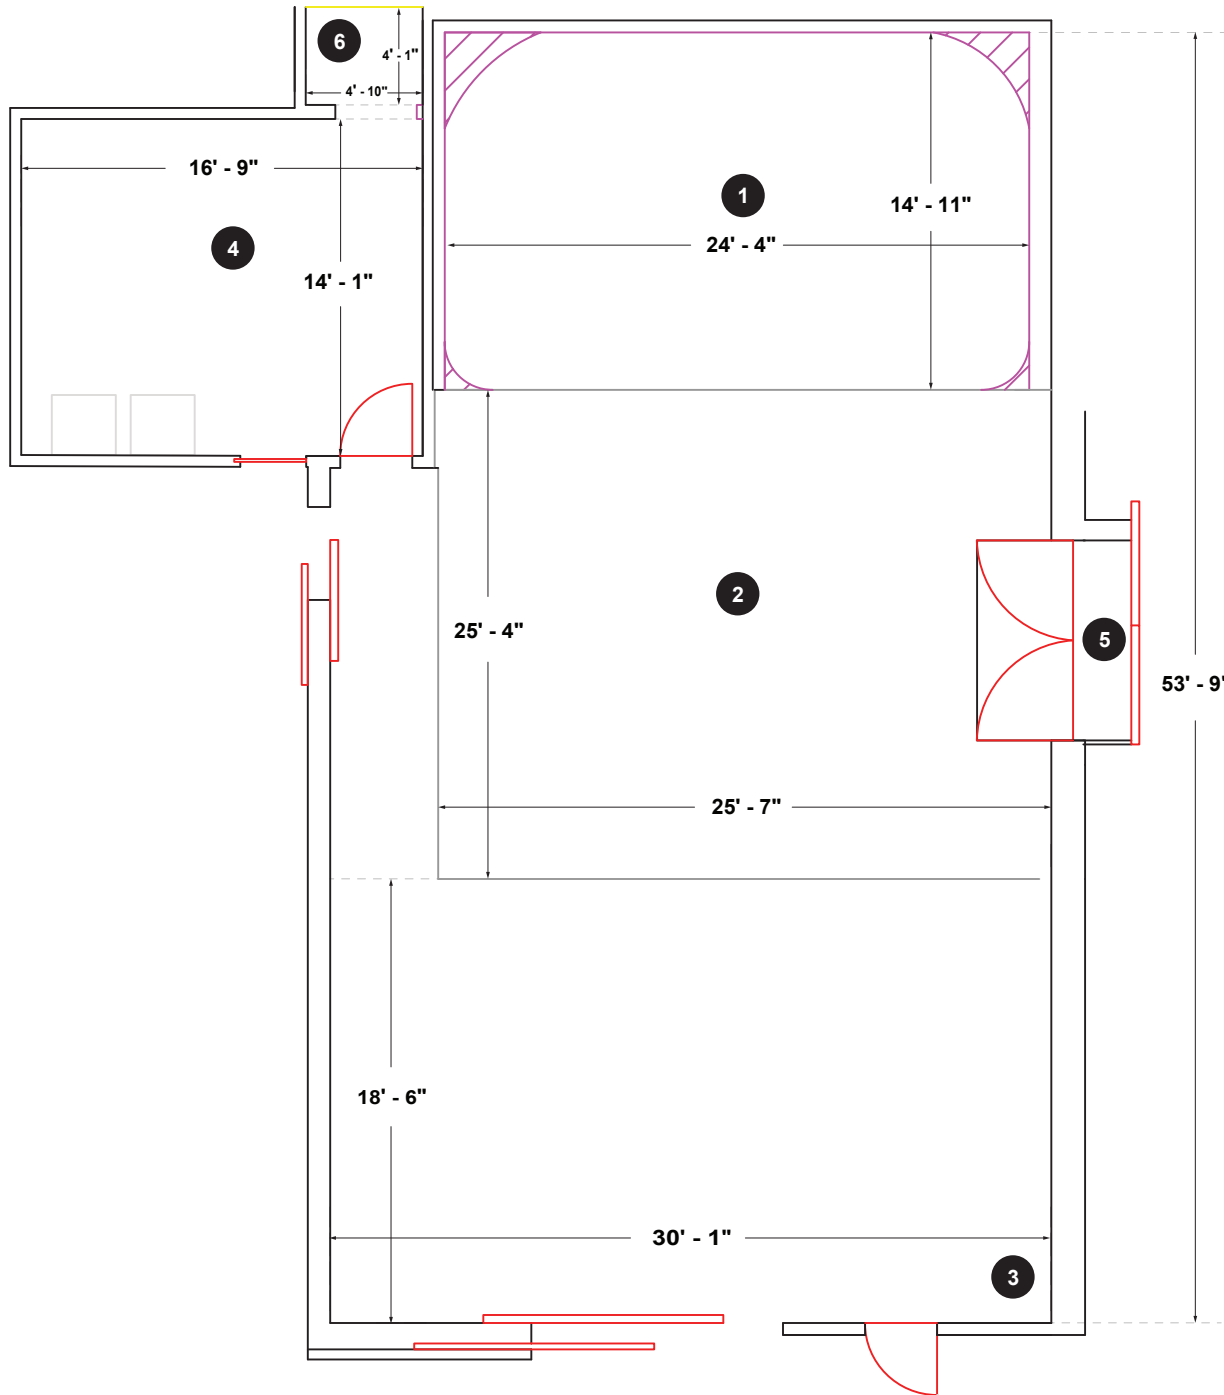 6
4' - 1"
4' - 10"
16' - 9"
1
14' - 11"
4
24' - 4"
14' - 1"
2
25' - 4"
5
53' - 9'
25' - 7"
18' - 6"
30' - 1"
3